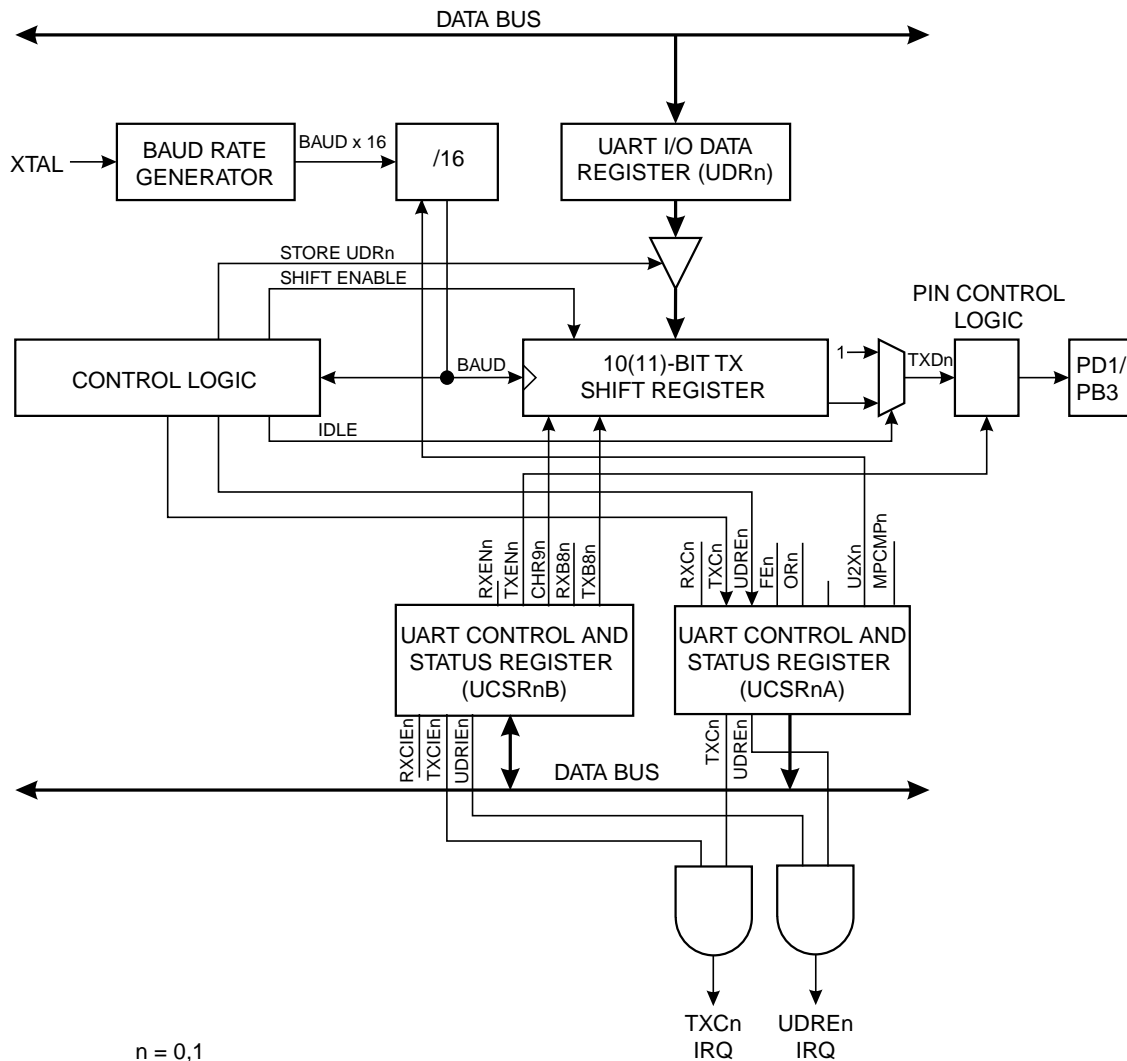 DATA BUS
XTAL
BAUD RATE
GENERATOR
BAUD x 16
/16
UART I/O DATA
REGISTER (UDRn)
STORE UDRn
SHIFT ENABLE
PIN CONTROL
LOGIC
CONTROL LOGIC
BAUD
10(11)-BIT TX
SHIFT REGISTER
1
TXDn
PD1/
PB3
IDLE
RXENn
TXENn
CHR9n
RXB8n
TXB8n
RXCn
TXCn
UDREn
FEn
ORn
U2Xn
MPCMPn
UART CONTROL AND
STATUS REGISTER
(UCSRnB)
UART CONTROL AND
STATUS REGISTER
(UCSRnA)
RXCIEn
TXCIEn
UDRIEn
TXCn
UDREn
DATA BUS
TXCn
IRQ
UDREn
IRQ
n = 0,1